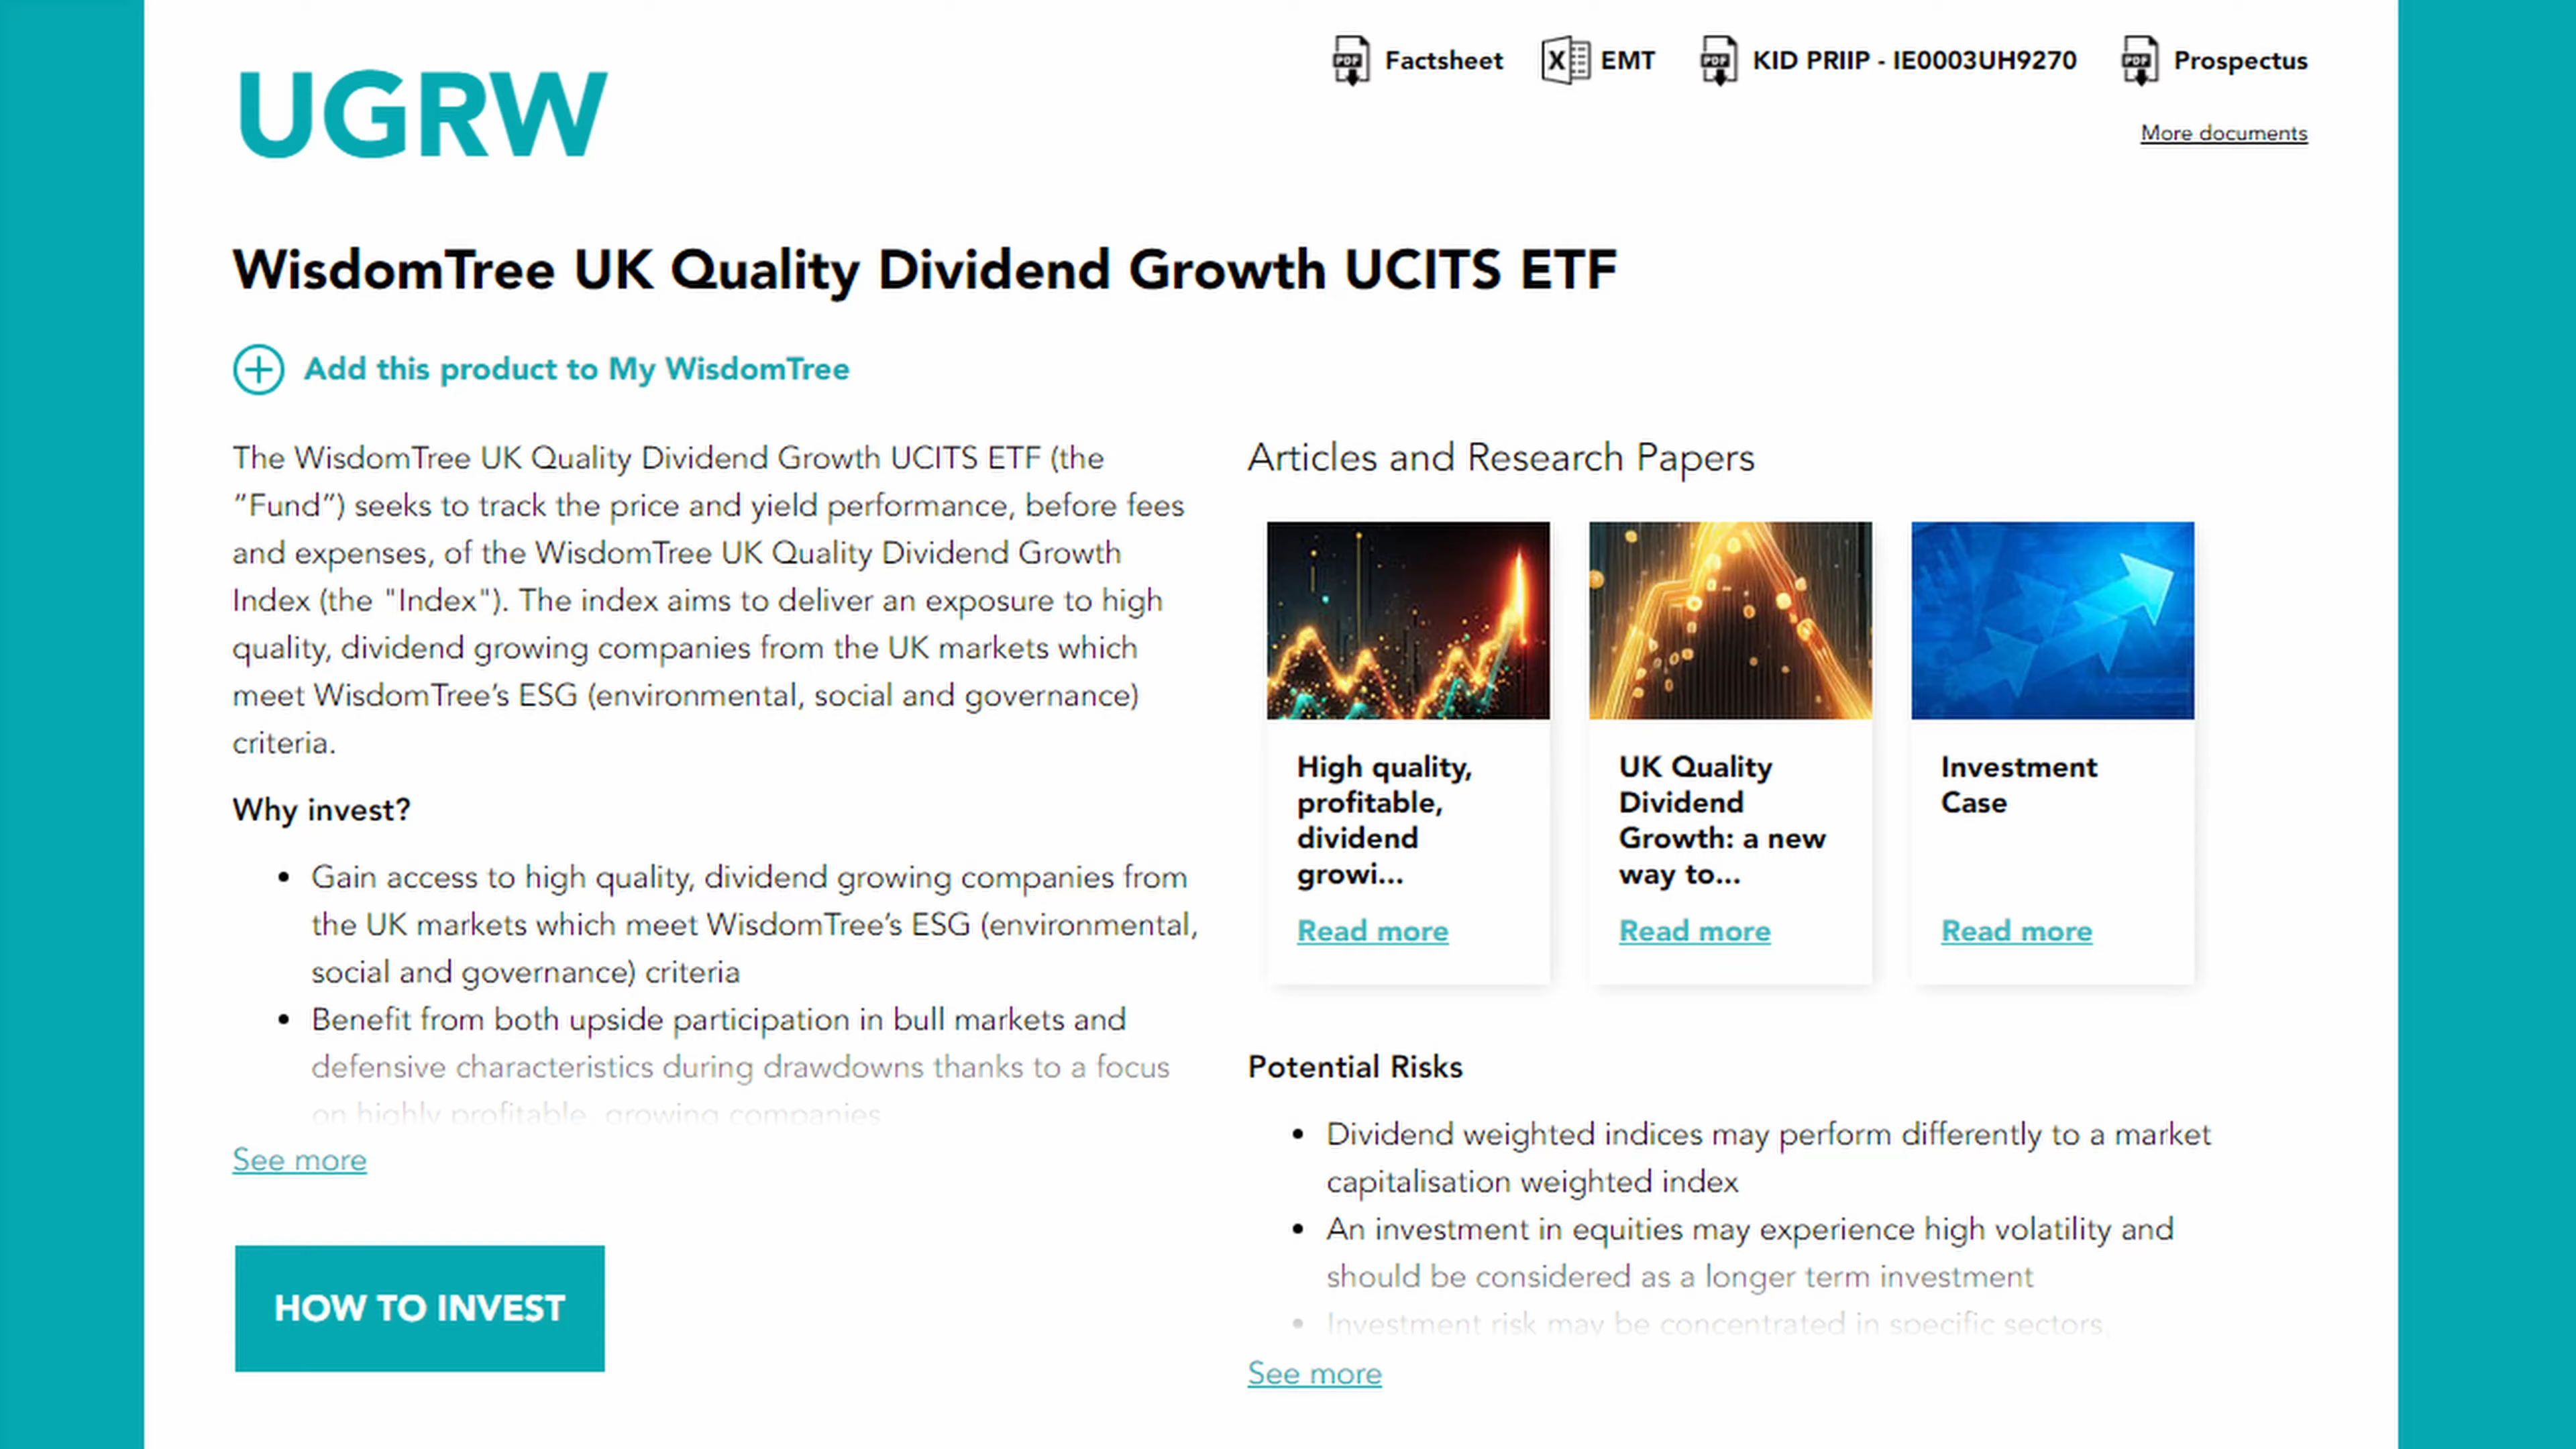 UGRW
Factsheet
EMT
KID PRIIP - IE0003UH9270
Prospectus
More documents
WisdomTree UK Quality Dividend Growth UCITS ETF
Add this product to My WisdomTree
The WisdomTree UK Quality Dividend Growth UCITS ETF (the
“Fund”) seeks to track the price and yield performance, before fees
and expenses, of the WisdomTree UK Quality Dividend Growth
Index (the "Index"). The index aims to deliver an exposure to high
quality, dividend growing companies from the UK markets which
meet WisdomTree’s ESG (environmental, social and governance)
criteria.
Why invest?
• Gain access to high quality, dividend growing companies from
the UK markets which meet WisdomTree’s ESG (environmental,
social and governance) criteria
• Benefit from both upside participation in bull markets and
defensive characteristics during drawdowns thanks to a focus
on highly profitable, growing companies
See more
HOW TO INVEST
Articles and Research Papers
High quality,
profitable,
dividend
growi...
Read more
UK Quality
Dividend
Growth: a new
way to...
Read more
Investment
Case
Read more
Potential Risks
• Dividend weighted indices may perform differently to a market
capitalisation weighted index
• An investment in equities may experience high volatility and
should be considered as a longer term investment
• Investment risk may be concentrated in specific sectors,
See more